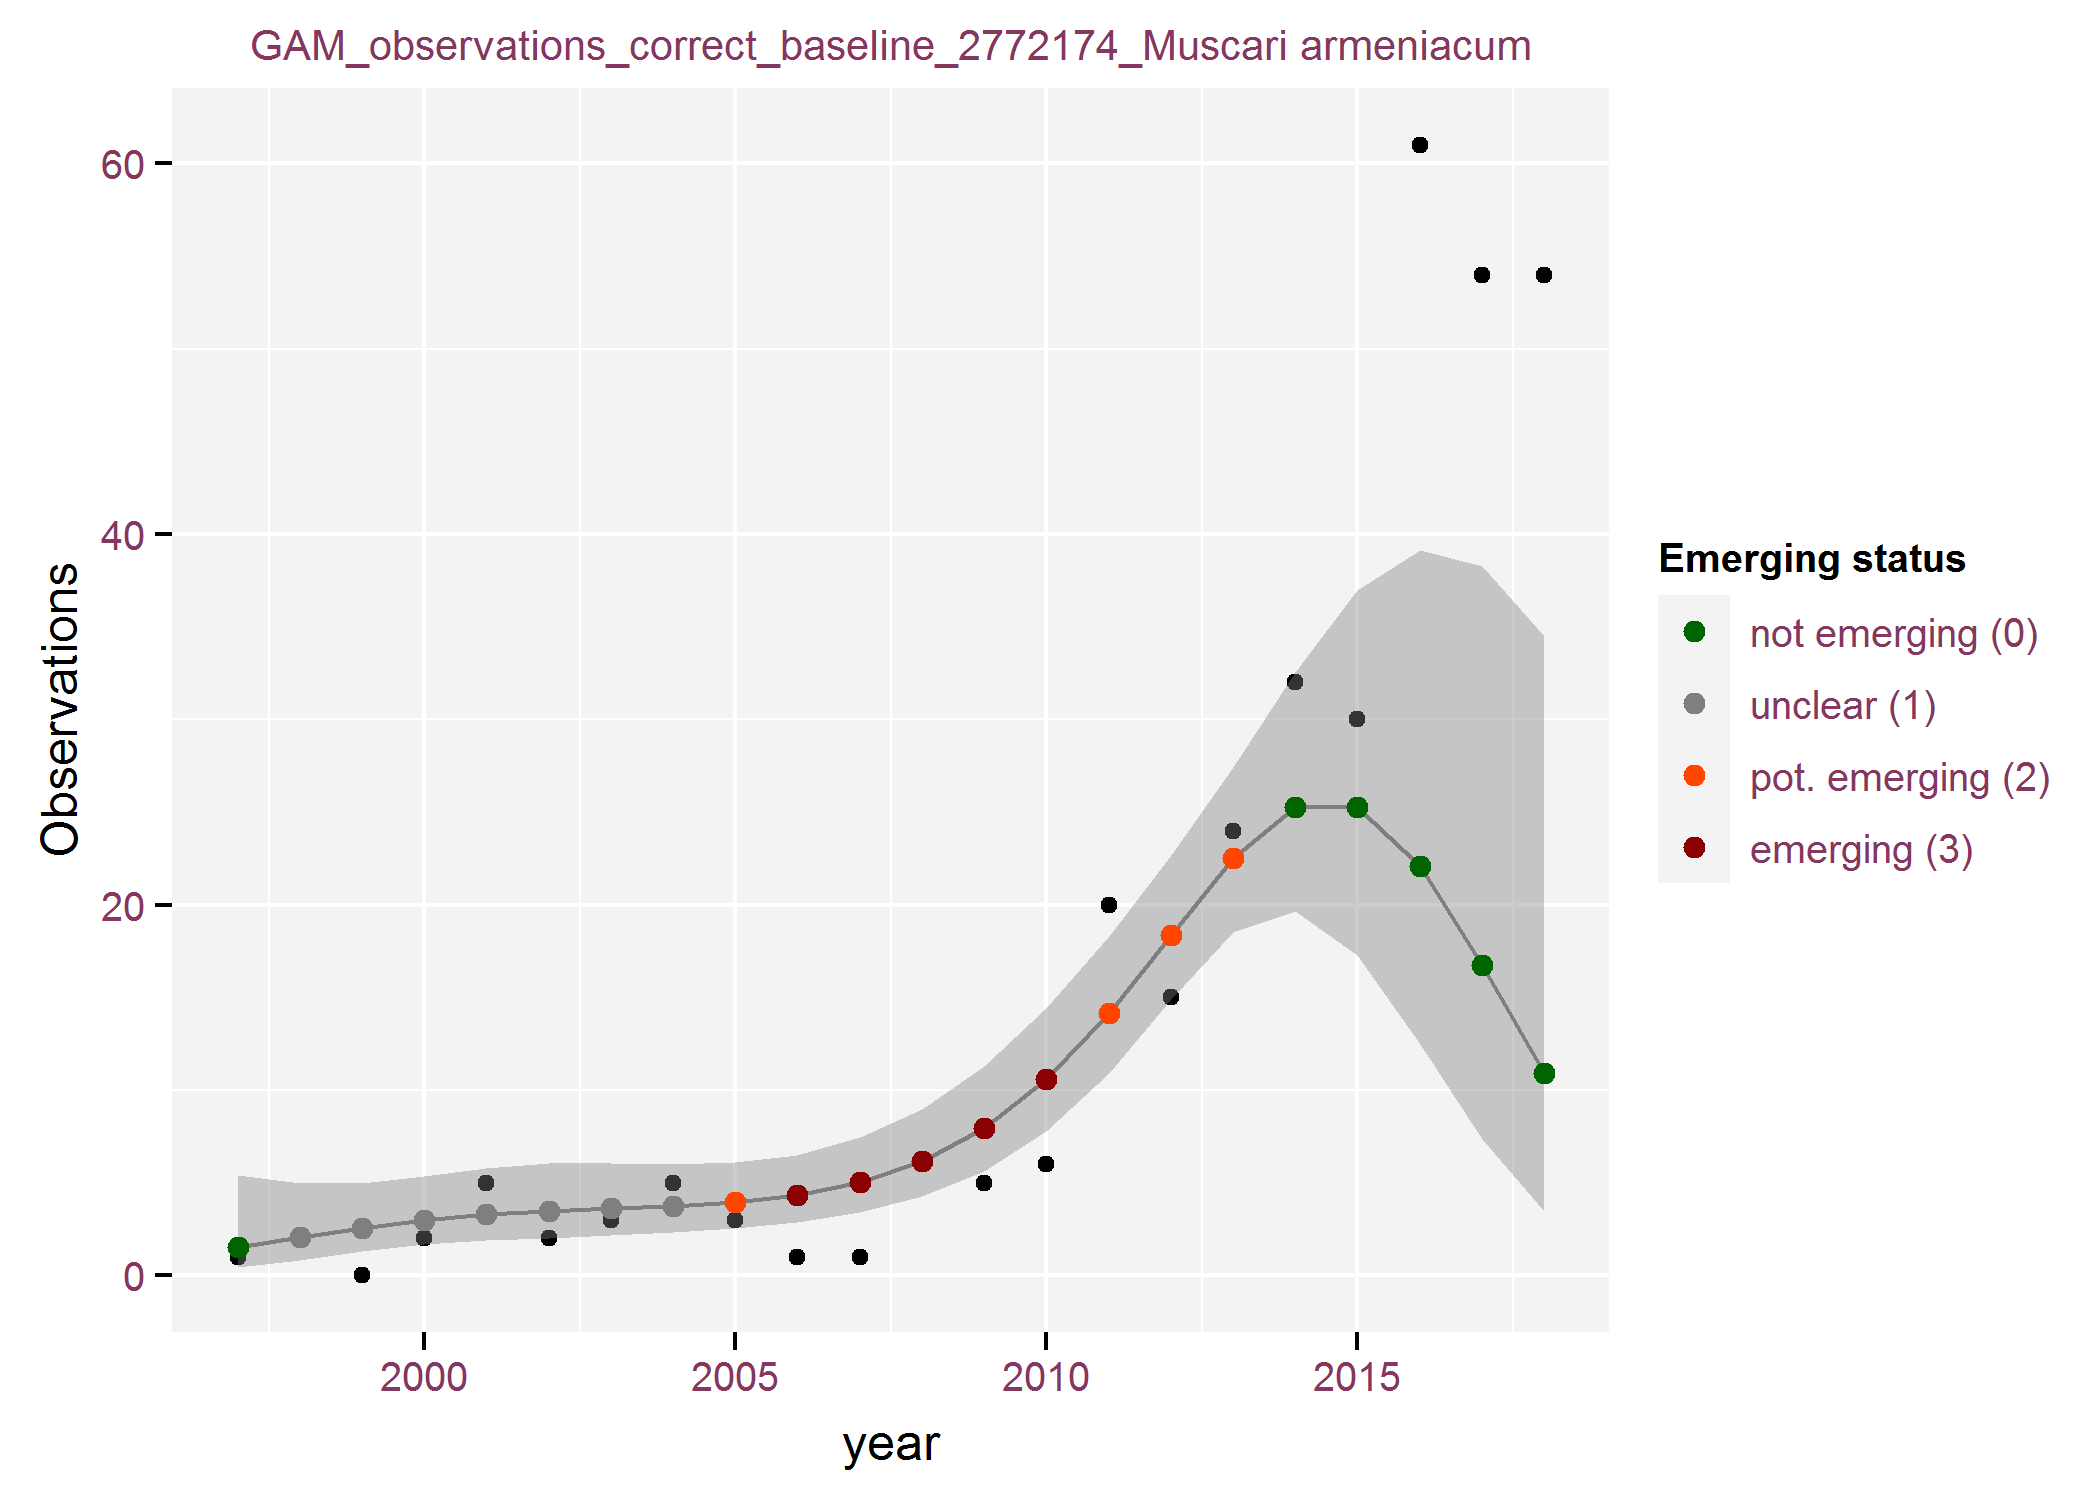 GAM_observations_correct_baseline_2772174_Muscari armeniacum
60
40
20
0
Observations
2000
2005
2010
2015
year
Emerging status
not emerging (0)
unclear (1)
pot. emerging (2)
emerging (3)